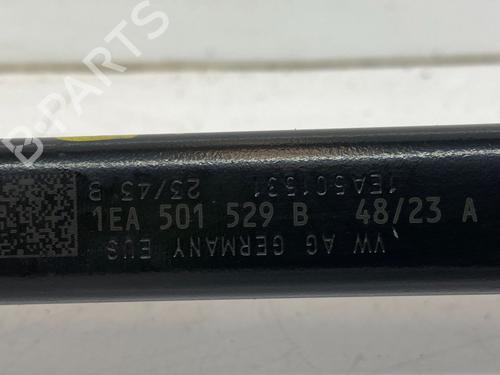 B-PARTS
1EA501531
23/43 B
1EA 501 529 B 48/23 A
VW AG GERMANY EUS